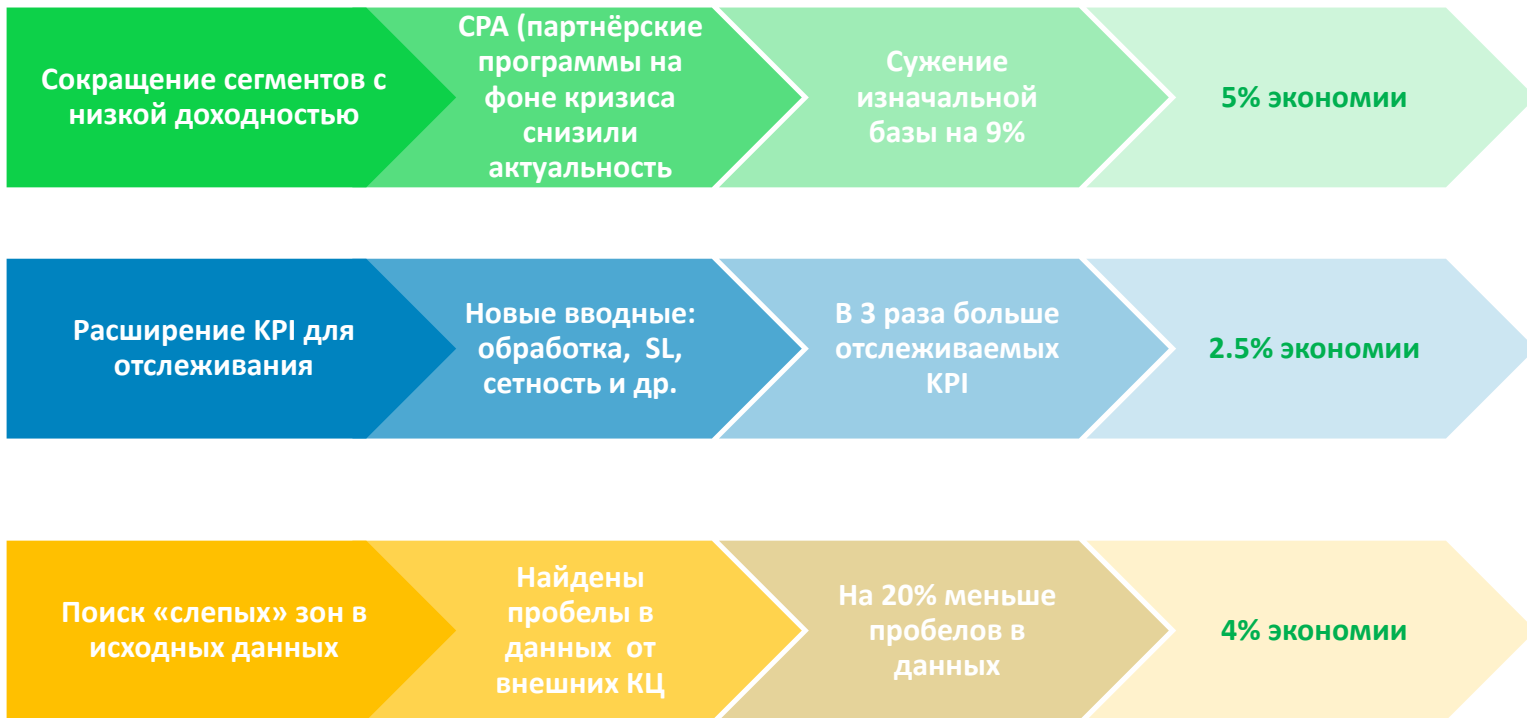 Сокращение сегментов с
низкой доходностью
CPA (партнёрские
программы на
фоне кризиса
снизили
актуальность
Сужение
изначальной
базы на 9%
5% экономии
Расширение KPI для
отслеживания
Новые вводные:
обработка, SL,
сетность и др.
В 3 раза больше
отслеживаемых
KPI
2.5% экономии
Поиск «слепых» зон в
исходных данных
Найдены
пробелы в
данных от
внешних КЦ
На 20% меньше
пробелов в
данных
4% экономии